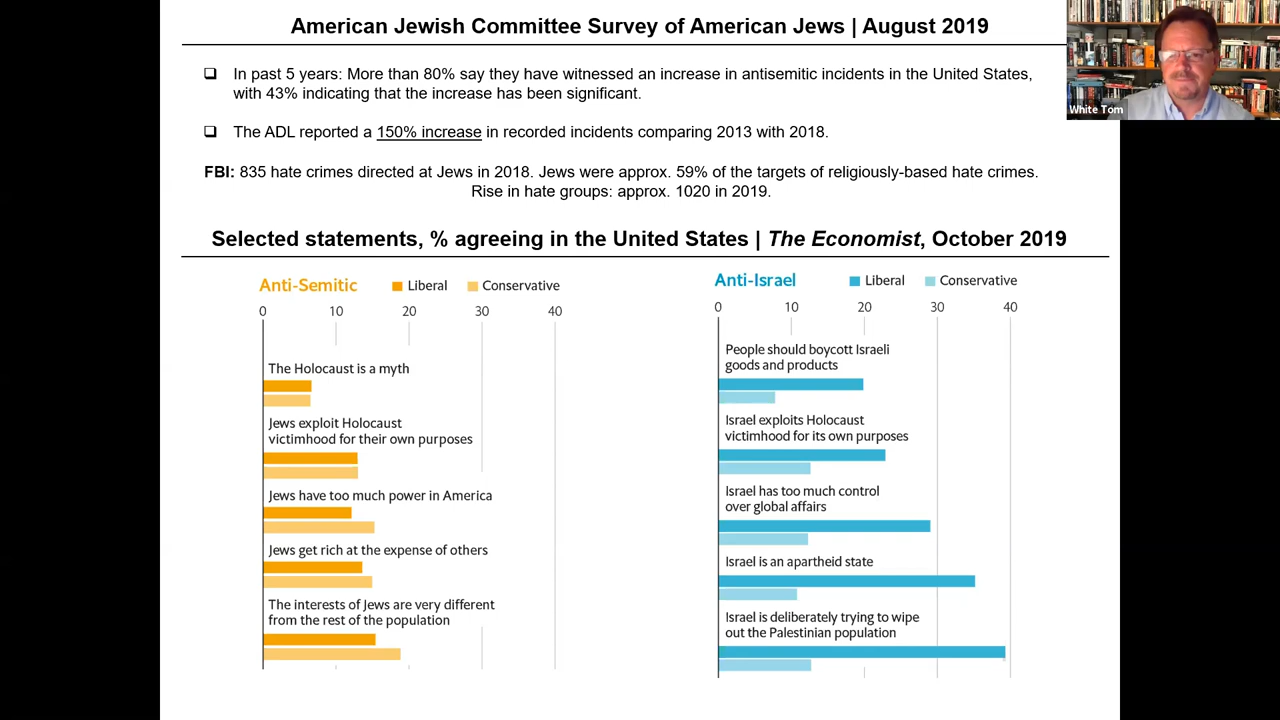 American Jewish Committee Survey of American Jews | August 2019
In past 5 years: More than 80% say they have witnessed an increase in antisemitic incidents in the United States,
with 43% indicating that the increase has been significant.
The ADL reported a 150% increase in recorded incidents comparing 2013 with 2018.
FBI: 835 hate crimes directed at Jews in 2018. Jews were approx. 59% of the targets of religiously-based hate crimes.
Rise in hate groups: approx. 1020 in 2019.
White Tom
Selected statements, % agreeing in the United States | The Economist, October 2019
Anti-Semitic Liberal Conservative
0 10 20 30 40
The Holocaust is a myth
Jews exploit Holocaust
victimhood for their own purposes
Jews have too much power in America
Jews get rich at the expense of others
The interests of Jews are very different
from the rest of the population
Anti-Israel Liberal Conservative
0 10 20 30 40
People should boycott Israeli
goods and products
Israel exploits Holocaust
victimhood for its own purposes
Israel has too much control
over global affairs
Israel is an apartheid state
Israel is deliberately trying to wipe
out the Palestinian population